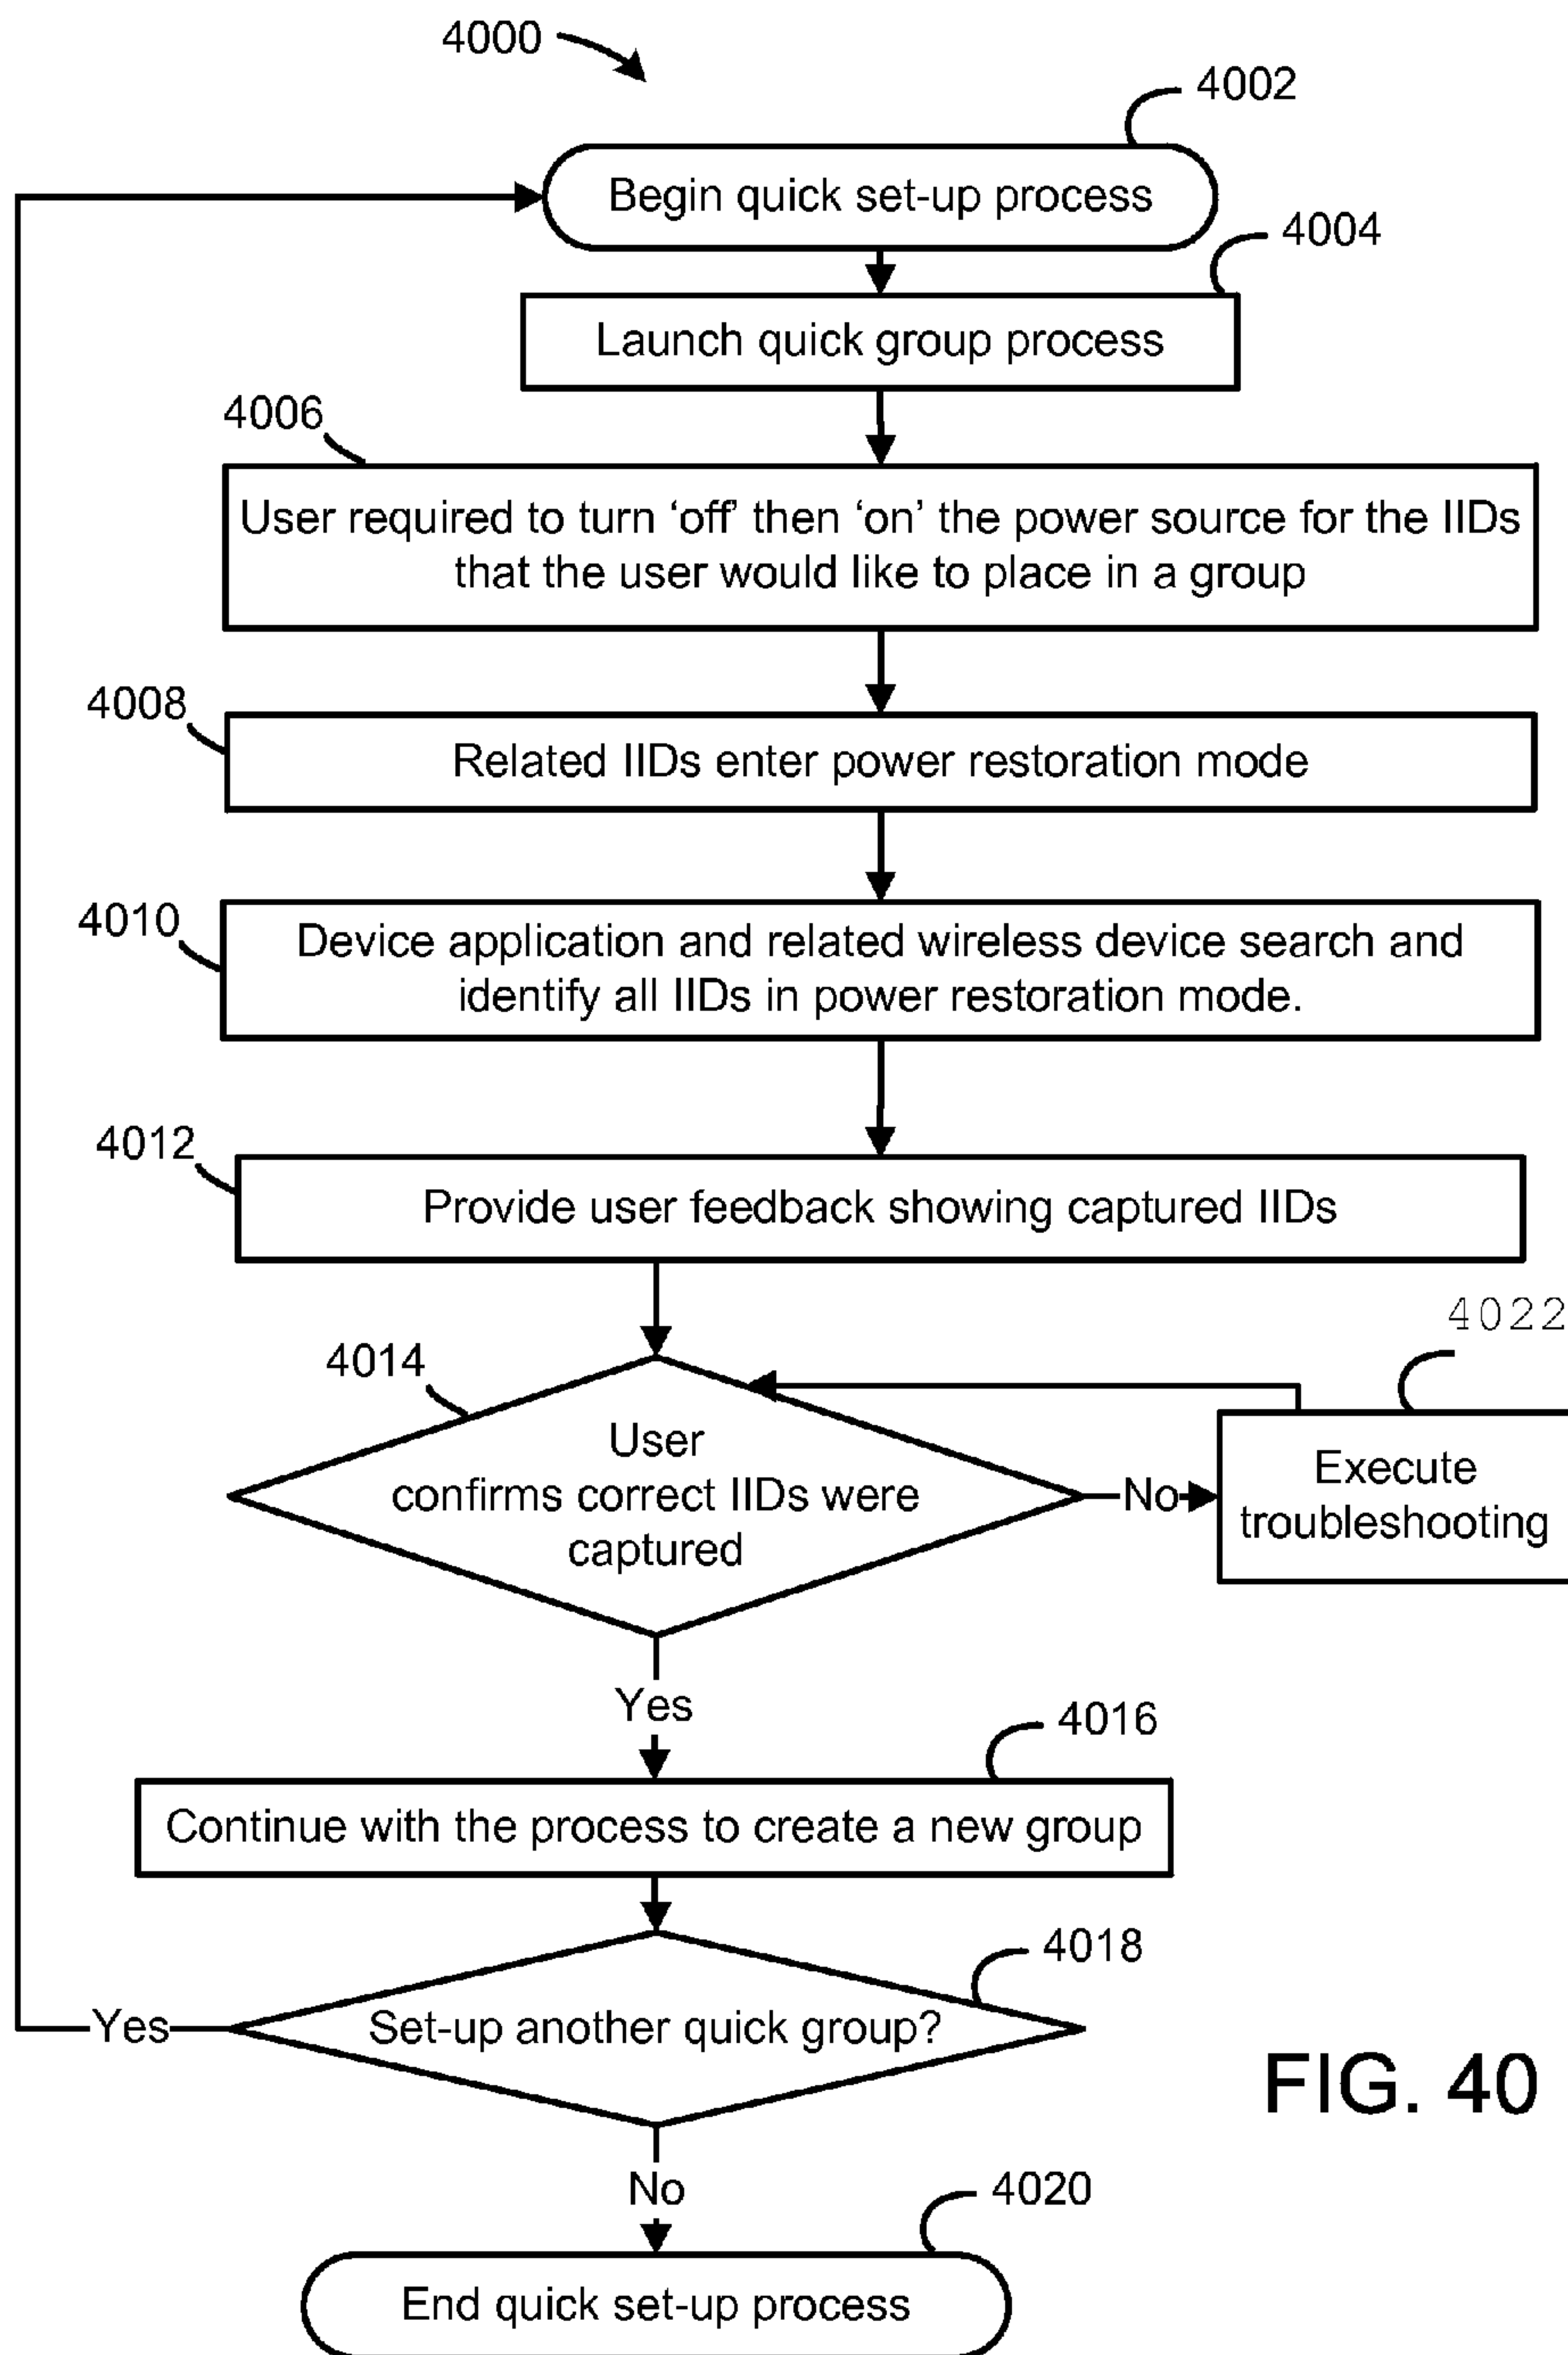 4000
4002
Begin quick set-up process
4004
Launch quick group process
4006
User required to turn ‘off’ then ‘on’ the power source for the IIDs
that the user would like to place in a group
4008
Related IIDs enter power restoration mode
4010
Device application and related wireless device search and
identify all IIDs in power restoration mode.
4012
Provide user feedback showing captured IIDs
4022
4014
User
confirms correct IIDs were
captured
No
Execute
troubleshooting
Yes
4016
Continue with the process to create a new group
4018
Set-up another quick group?
Yes
FIG. 40
No
4020
End quick set-up process